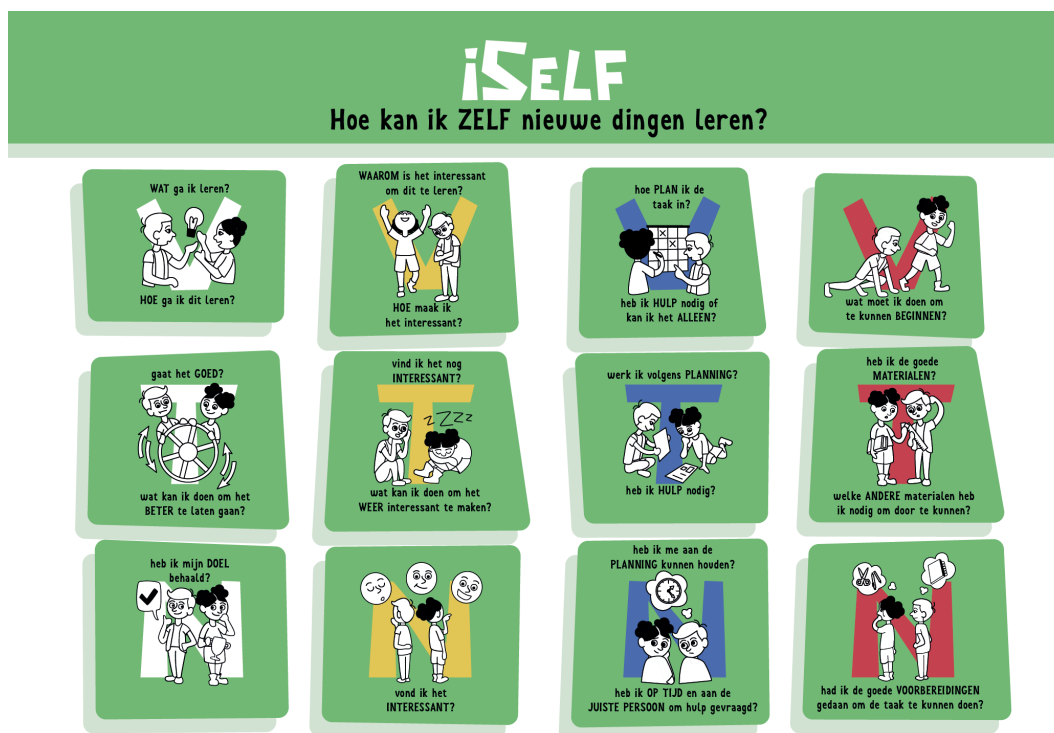 iSELF
Hoe kan ik ZELF nieuwe dingen leren?
WAT ga ik leren?
V
HOE ga ik dit leren?
WAAROM is het interessant
om dit te leren?
V
HOE maak ik
het interessant?
hoe PLAN ik de
taak in?
V
heb ik HULP nodig of
kan ik het ALLEEN?
V
wat moet ik doen om
te kunnen BEGINNEN?
gaat het GOED?
T
wat kan ik doen om het
BETER te laten gaan?
vind ik het nog
INTERESSANT?
T
zZZzz
wat kan ik doen om het
WEER interessant te maken?
werk ik volgens PLANNING?
T
heb ik HULP nodig?
heb ik de goede
MATERIALEN?
T
welke ANDERE materialen heb
ik nodig om door te kunnen?
heb ik mijn DOEL
behaald?
N
N
vond ik het
INTERESSANT?
heb ik me aan de
PLANNING kunnen houden?
N
heb ik OP TIJD en aan de
JUISTE PERSOON om hulp gevraagd?
N
had ik de goede VOORBEREIDINGEN
gedaan om de taak te kunnen doen?